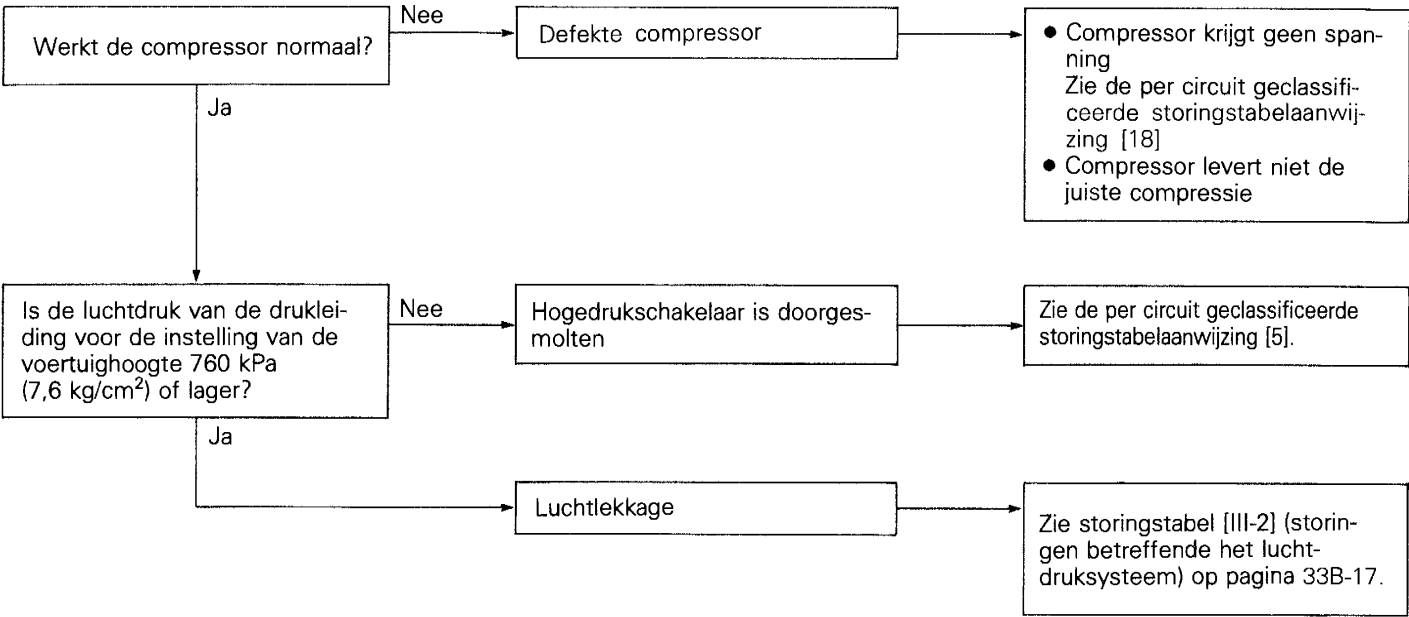 Werkt de compressor normaal?
Nee
Defekte compressor
● Compressor krijgt geen span-
ning
Zie de per circuit geclassifi-
ceerde storingstabelaanwij-
zing [18]
● Compressor levert niet de
juiste compressie
Ja
Is de luchtdruk van de druklei-
ding voor de instelling van de
voertuighoogte 760 kPa
(7,6 kg/cm²) of lager?
Nee
Hogedrukschakelaar is doorges-
molten
Zie de per circuit geclassificeerde
storingstabelaanwijzing [5].
Ja
Luchtlekkage
Zie storingstabel [III-2] (storin-
gen betreffende het lucht-
druksysteem) op pagina 33B-17.